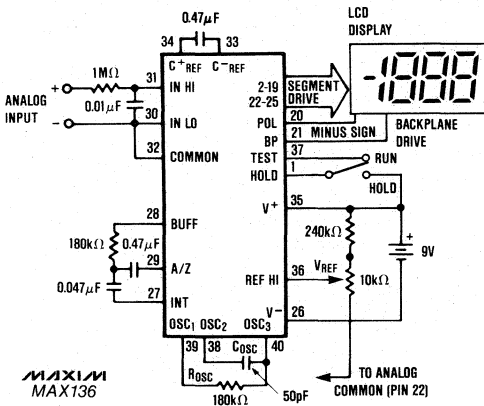 0.47μF
34 33
C+REF C-REF
LCD
DISPLAY
-1888
1MΩ
31 IN HI
+
ANALOG
INPUT
-
0.01μF
30 IN LO
32 COMMON
2-19
22-25
SEGMENT
DRIVE
POL 20
MINUS SIGN
BP 21
BACKPLANE
DRIVE
TEST 37
RUN
HOLD 1
HOLD
V+ 35
28 BUFF
180kΩ
0.47μF
29 A/Z
0.047μF
27 INT
240kΩ
+
9V
REF HI 36
VREF
10kΩ
V- 26
OSC1 OSC2 OSC3
39 38 40
COSC
ROSC
180kΩ
50pF
TO ANALOG
COMMON (PIN 22)
MAXIM
MAX136